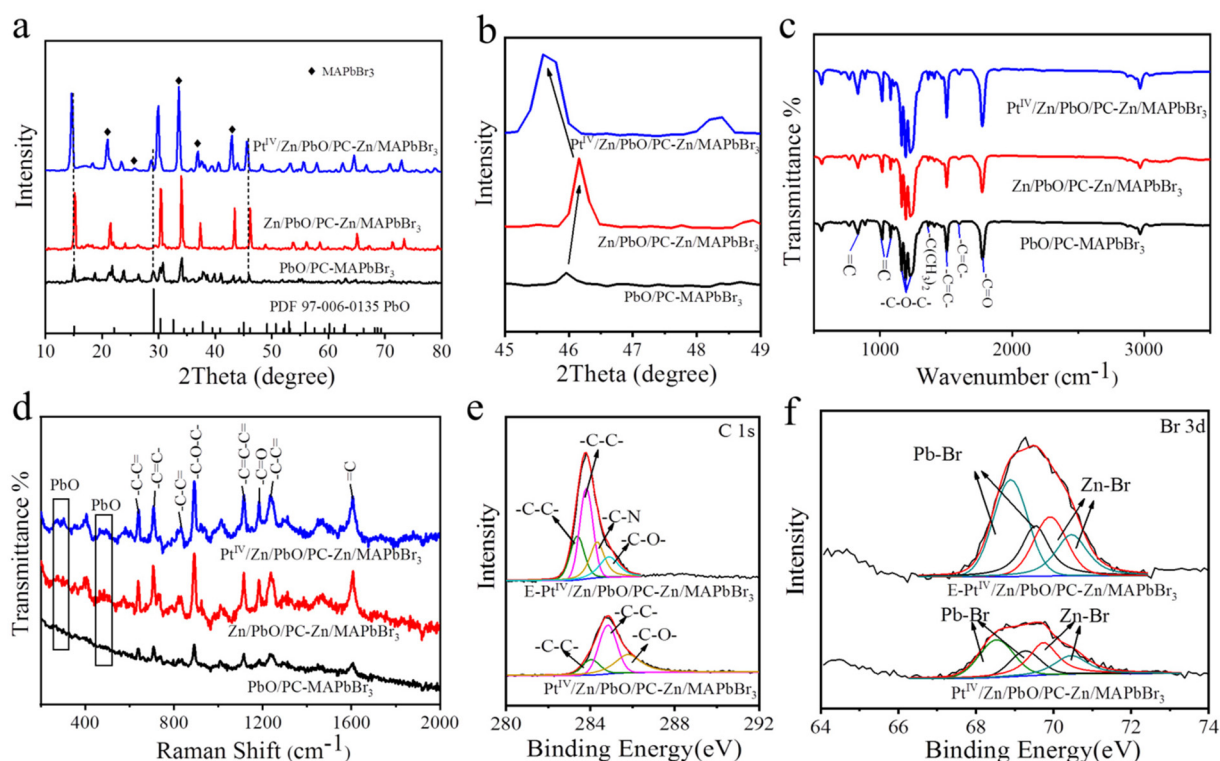 a
MAPbBr3
Pt^IV/Zn/PbO/PC-Zn/MAPbBr₃
Zn/PbO/PC-Zn/MAPbBr₃
PbO/PC-MAPbBr₃
PDF 97-006-0135 PbO
Intensity
10 20 30 40 50 60 70 80
2Theta (degree)
b
Pt^IV/Zn/PbO/PC-Zn/MAPbBr₃
Zn/PbO/PC-Zn/MAPbBr₃
PbO/PC-MAPbBr₃
Intensity
45 46 47 48 49
2Theta (degree)
c
Pt^IV/Zn/PbO/PC-Zn/MAPbBr₃
Zn/PbO/PC-Zn/MAPbBr₃
PbO/PC-MAPbBr₃
=C
=C
-C-O-C-
-C(CH₃)₂
-C=C-
-C=C-
-C=O
Transmittance %
1000 2000 3000
Wavenumber (cm⁻¹)
d
PbO
PbO
-C-C=
-C=C-
-C-C=
-C-O-C-
-C=C-C=
-C=O
-C-C=
=C
Pt^IV/Zn/PbO/PC-Zn/MAPbBr₃
Zn/PbO/PC-Zn/MAPbBr₃
PbO/PC-MAPbBr₃
Transmittance %
400 800 1200 1600 2000
Raman Shift (cm⁻¹)
e
C 1s
-C-C-
-C-C-
-C-N
-C-O-
E-Pt^IV/Zn/PbO/PC-Zn/MAPbBr₃
-C-C-
-C-C-
-C-O-
Pt^IV/Zn/PbO/PC-Zn/MAPbBr₃
Intensity
280 284 288 292
Binding Energy(eV)
f
Br 3d
Pb-Br
Zn-Br
E-Pt^IV/Zn/PbO/PC-Zn/MAPbBr₃
Pb-Br
Zn-Br
Pt^IV/Zn/PbO/PC-Zn/MAPbBr₃
Intensity
64 66 68 70 72 74
Binding Energy(eV)